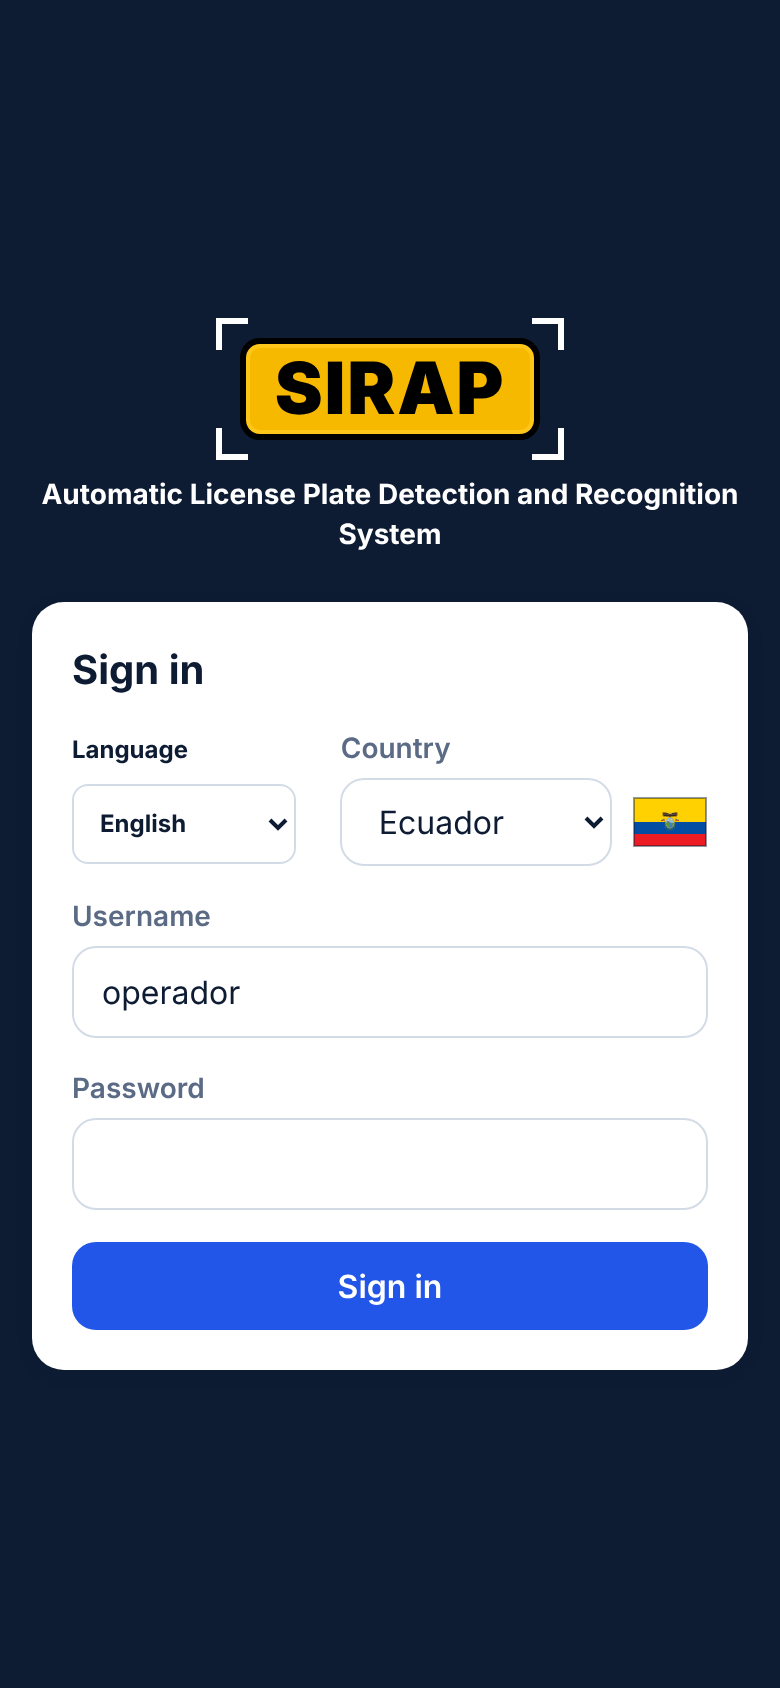 SIRAP
Automatic License Plate Detection and Recognition
System
Sign in
Language
Country
English
Ecuador
Username
operador
Password
Sign in